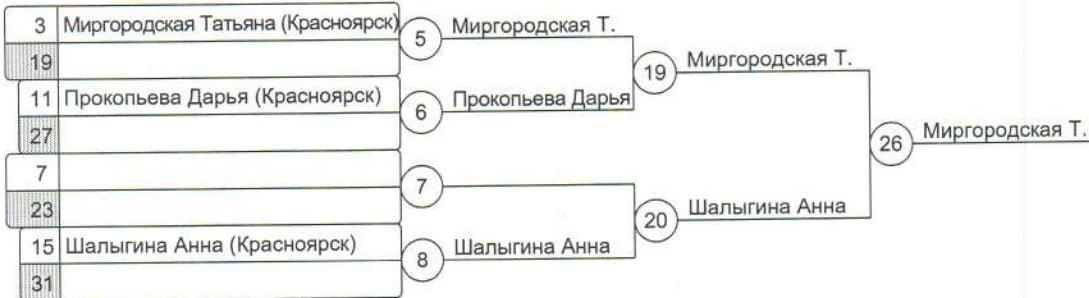 3 Миргородская Татьяна (Красноярск)
5 Миргородская Т.
19
19 Миргородская Т.
11 Прокопьева Дарья (Красноярск)
6 Прокопьева Дарья
27
26 Миргородская Т.
7
7
23
20 Шалыгина Анна
15 Шалыгина Анна (Красноярск)
8 Шалыгина Анна
31